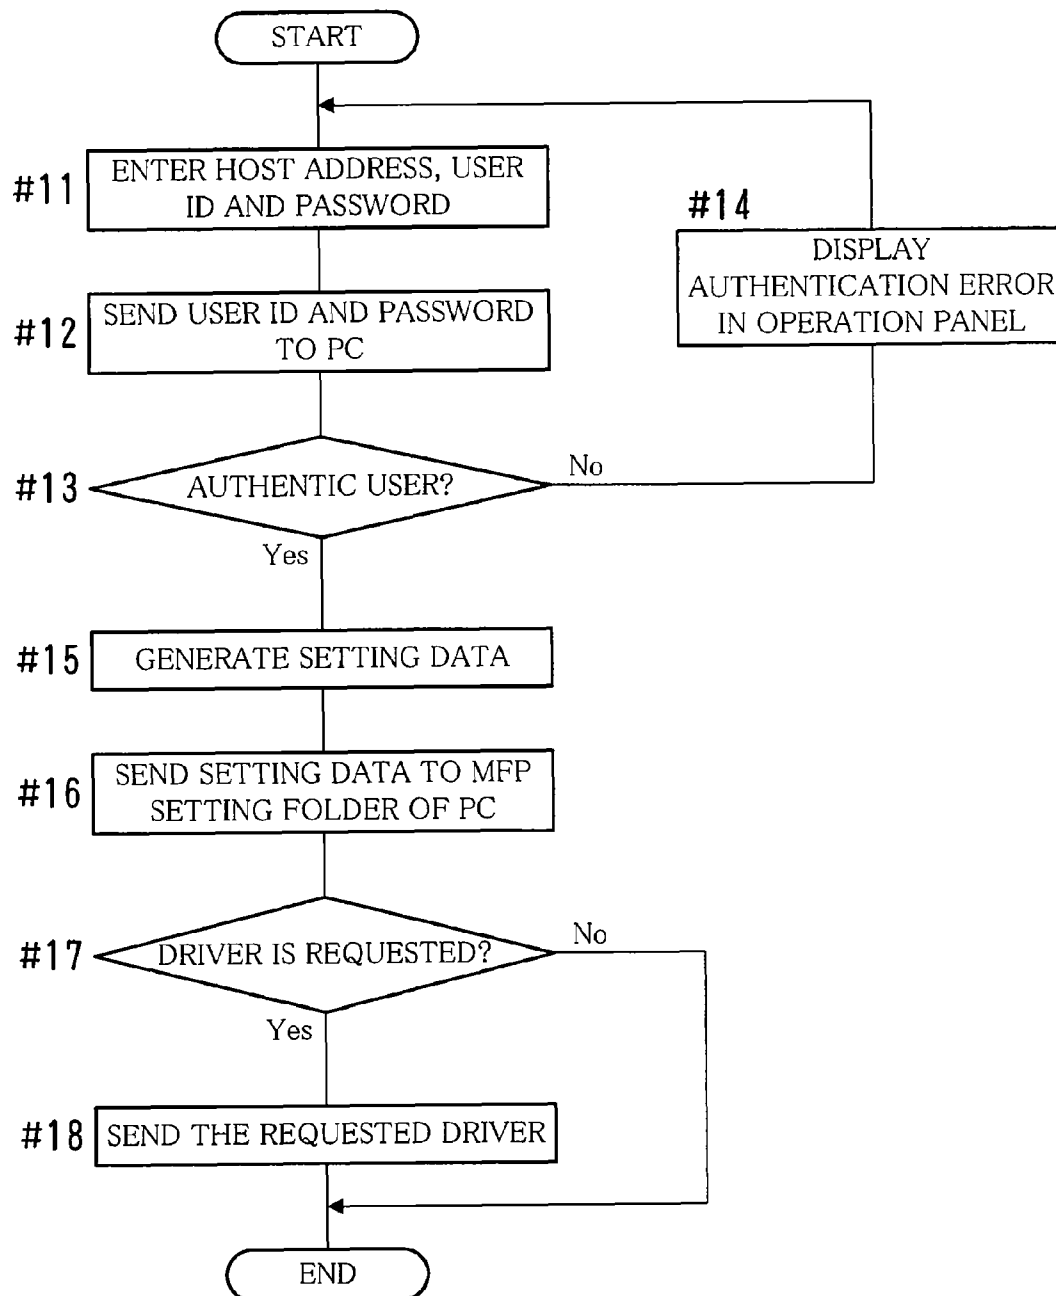 START
#11
ENTER HOST ADDRESS, USER
ID AND PASSWORD
#14
DISPLAY
AUTHENTICATION ERROR
IN OPERATION PANEL
#12
SEND USER ID AND PASSWORD
TO PC
#13
AUTHENTIC USER?
No
Yes
#15
GENERATE SETTING DATA
#16
SEND SETTING DATA TO MFP
SETTING FOLDER OF PC
#17
DRIVER IS REQUESTED?
No
Yes
#18
SEND THE REQUESTED DRIVER
END